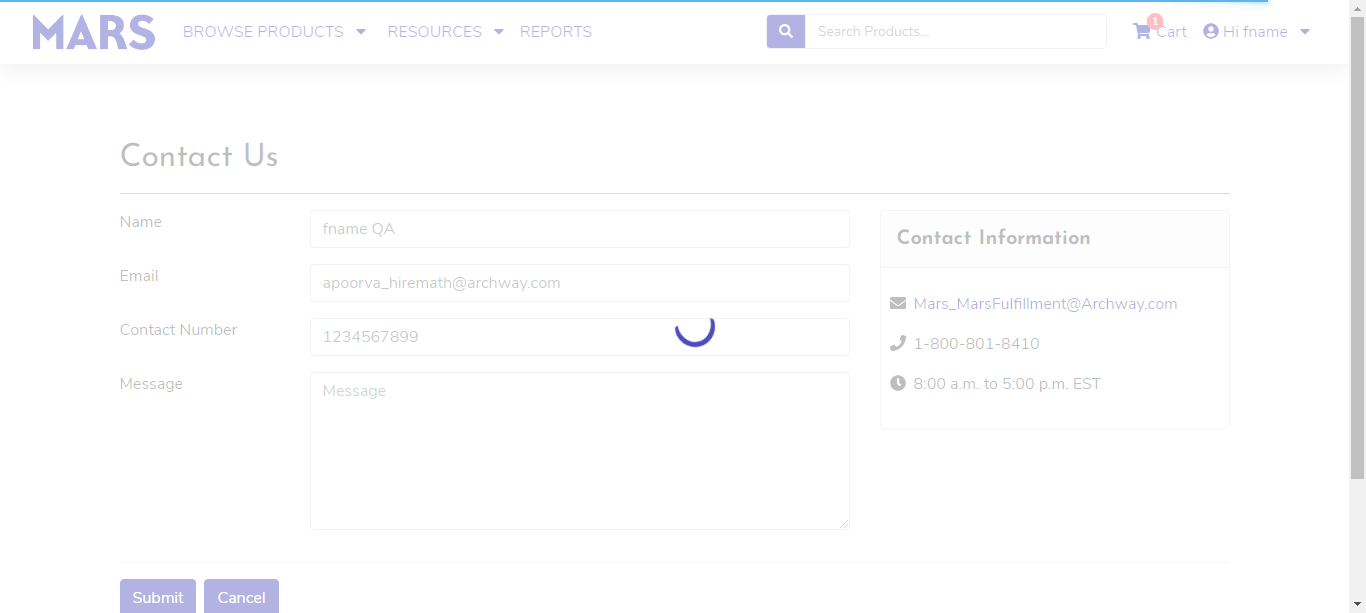 MARS BROWSE PRODUCTS RESOURCES REPORTS Search Products... 1 Cart Hi fname
Contact Us
Name fname QA
Contact Information
Email apoorva_hiremath@archway.com
Mars_MarsFulfillment@Archway.com
Contact Number 1234567899
1-800-801-8410
Message Message
8:00 a.m. to 5:00 p.m. EST
Submit Cancel